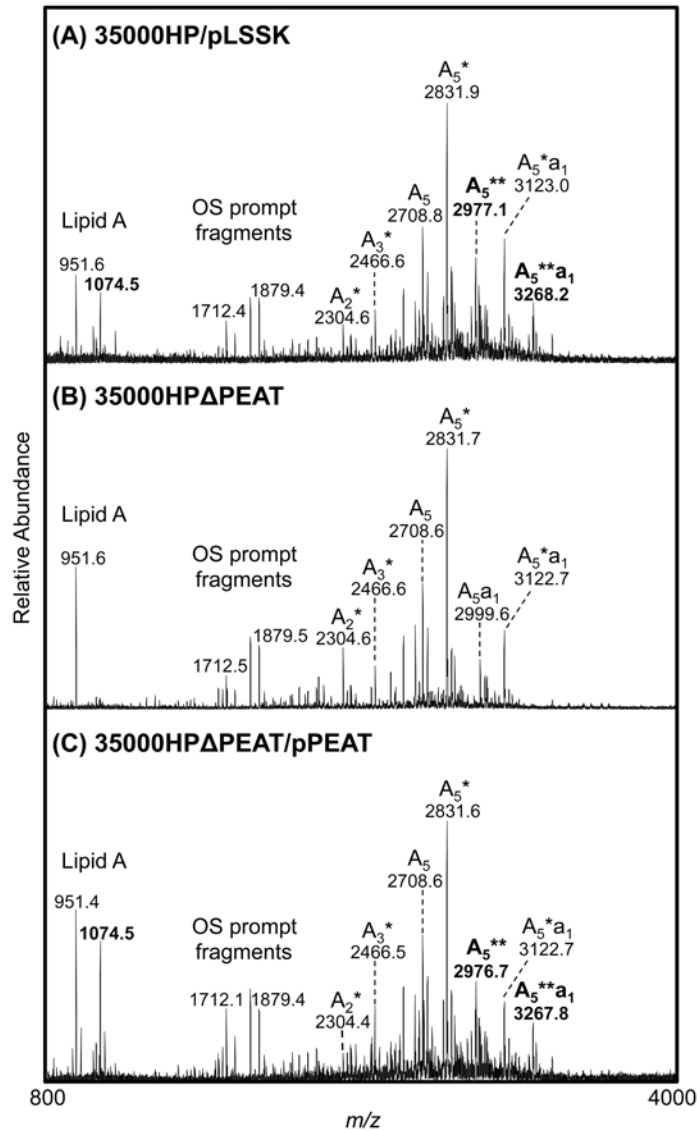 (A) 35000HP/pLSSK
A5*
2831.9
A5*a1
3123.0
A5**
2977.1
A5
2708.8
Lipid A
OS prompt
fragments
A3*
2466.6
A5**a1
3268.2
951.6
1074.5
1879.4
A2*
2304.6
1712.4
(B) 35000HPΔPEAT
A5*
2831.7
Lipid A
A5
2708.6
OS prompt
fragments
A3*
2466.6
A5*a1
3122.7
951.6
A5a1
2999.6
A2*
2304.6
1879.5
1712.5
(C) 35000HPΔPEAT/pPEAT
A5*
2831.6
Lipid A
A5
2708.6
951.4
1074.5
OS prompt
fragments
A3*
2466.5
A5**
2976.7
A5*a1
3122.7
A5**a1
3267.8
1712.1
1879.4
A2*
2304.4
800
4000
m/z
Relative Abundance